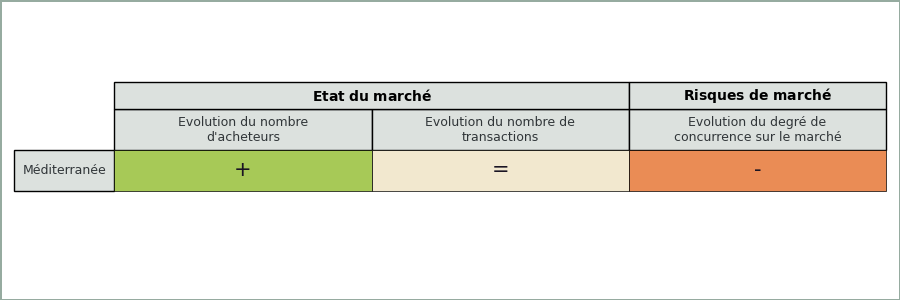 Etat du marché
Risques de marché
Evolution du nombre
d'acheteurs
Evolution du nombre de
transactions
Evolution du degré de
concurrence sur le marché
Méditerranée
+
=
-